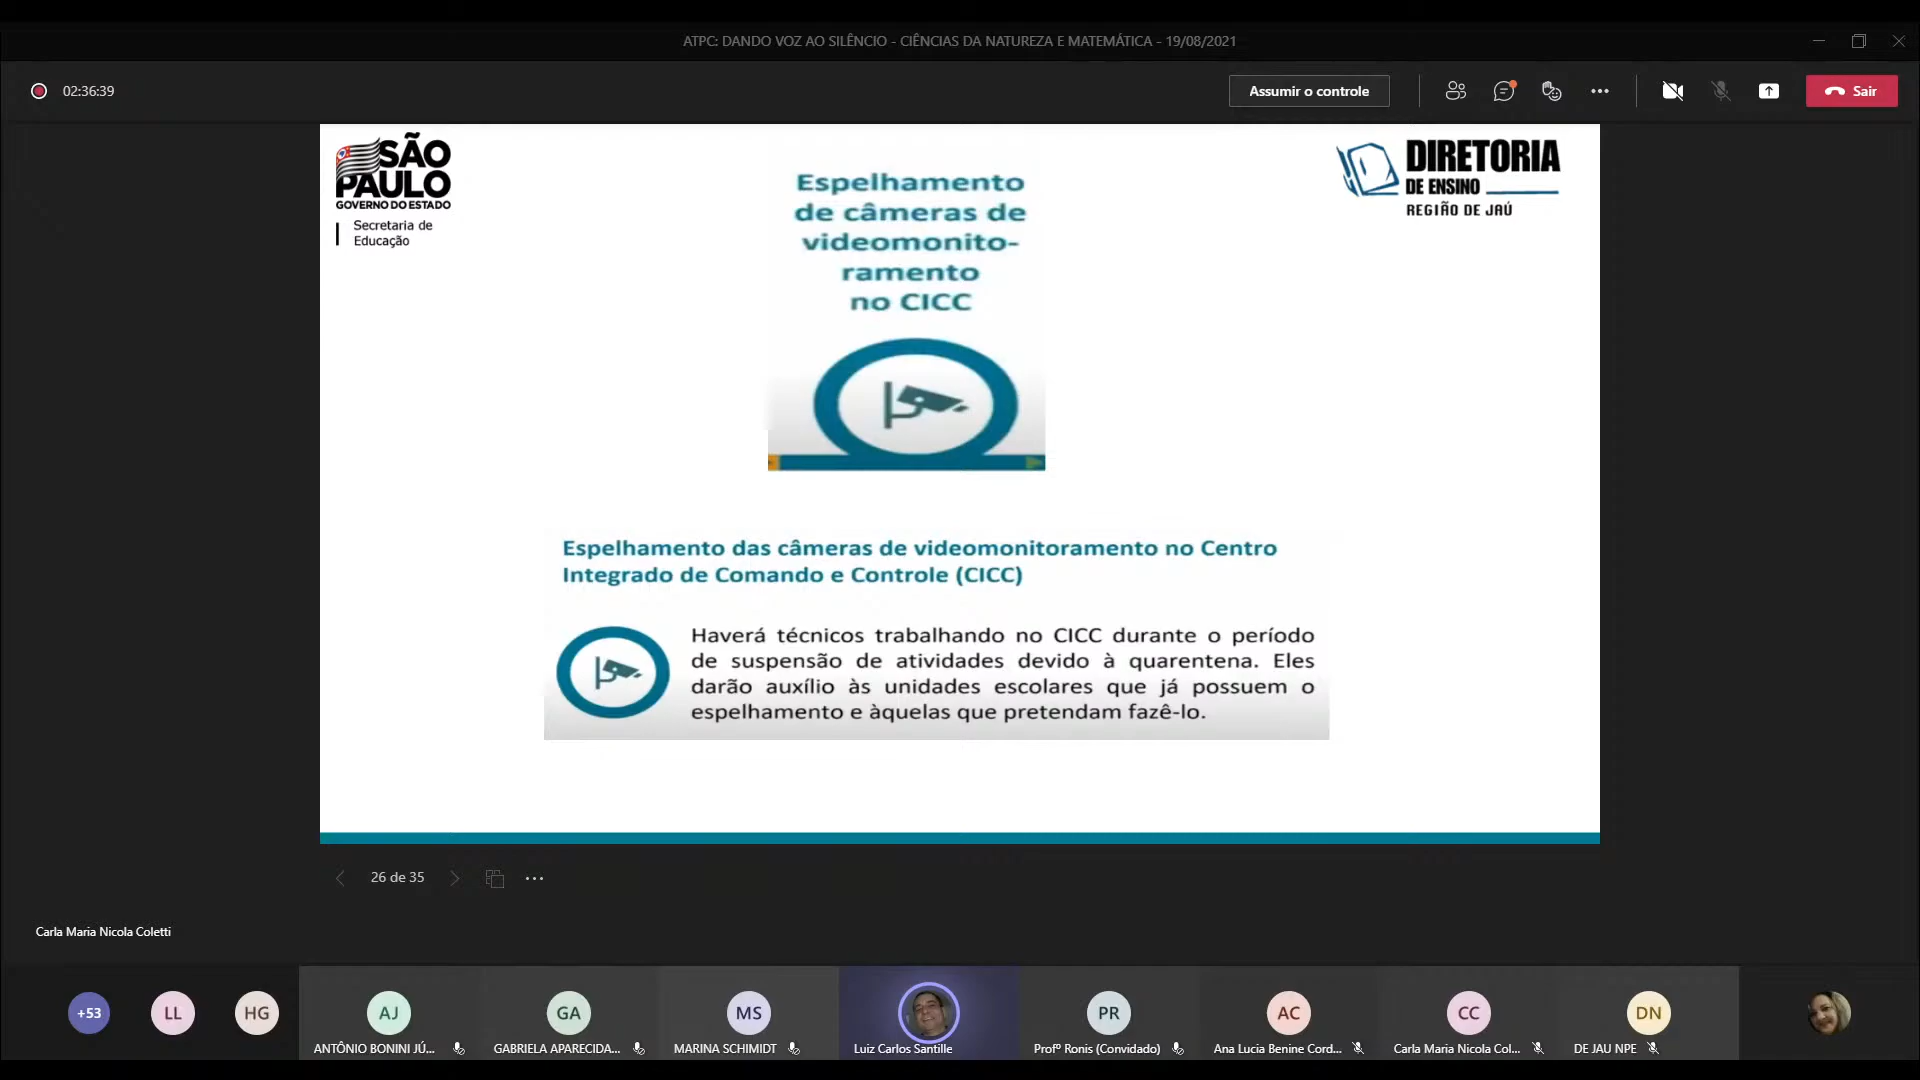 ATPC: DANDO VOZ AO SILÊNCIO - CIÊNCIAS DA NATUREZA E MATEMÁTICA - 19/08/2021
02:36:39
Assumir o controle
Sair
SÃO
PAULO
GOVERNO DO ESTADO
Secretaria de
Educação
Espelhamento
de câmeras de
videomonito-
ramento
no CICC
DIRETORIA
DE ENSINO
REGIÃO DE JAÚ
Espelhamento das câmeras de videomonitoramento no Centro
Integrado de Comando e Controle (CICC)
Haverá técnicos trabalhando no CICC durante o período
de suspensão de atividades devido à quarentena. Eles
darão auxílio às unidades escolares que já possuem o
espelhamento e àquelas que pretendam fazê-lo.
26 de 35
Carla Maria Nicola Coletti
+53
LL
HG
AJ
GA
MS
PR
AC
CC
DN
ANTÔNIO BONINI JÚ...
GABRIELA APARECIDA...
MARINA SCHIMIDT
Luiz Carlos Santille
Profº Ronis (Convidado)
Ana Lucia Benine Cord...
Carla Maria Nicola Col...
DE JAU NPE